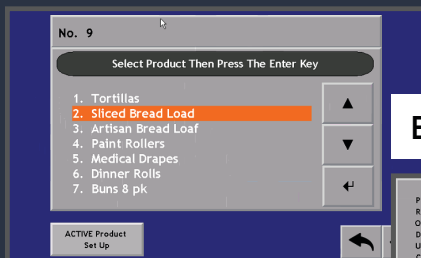 No. 9
Select Product Then Press The Enter Key
1. Tortillas
2. Sliced Bread Load
3. Artisan Bread Loaf
4. Paint Rollers
5. Medical Drapes
6. Dinner Rolls
7. Buns 8 pk
ACTIVE Product
Set Up